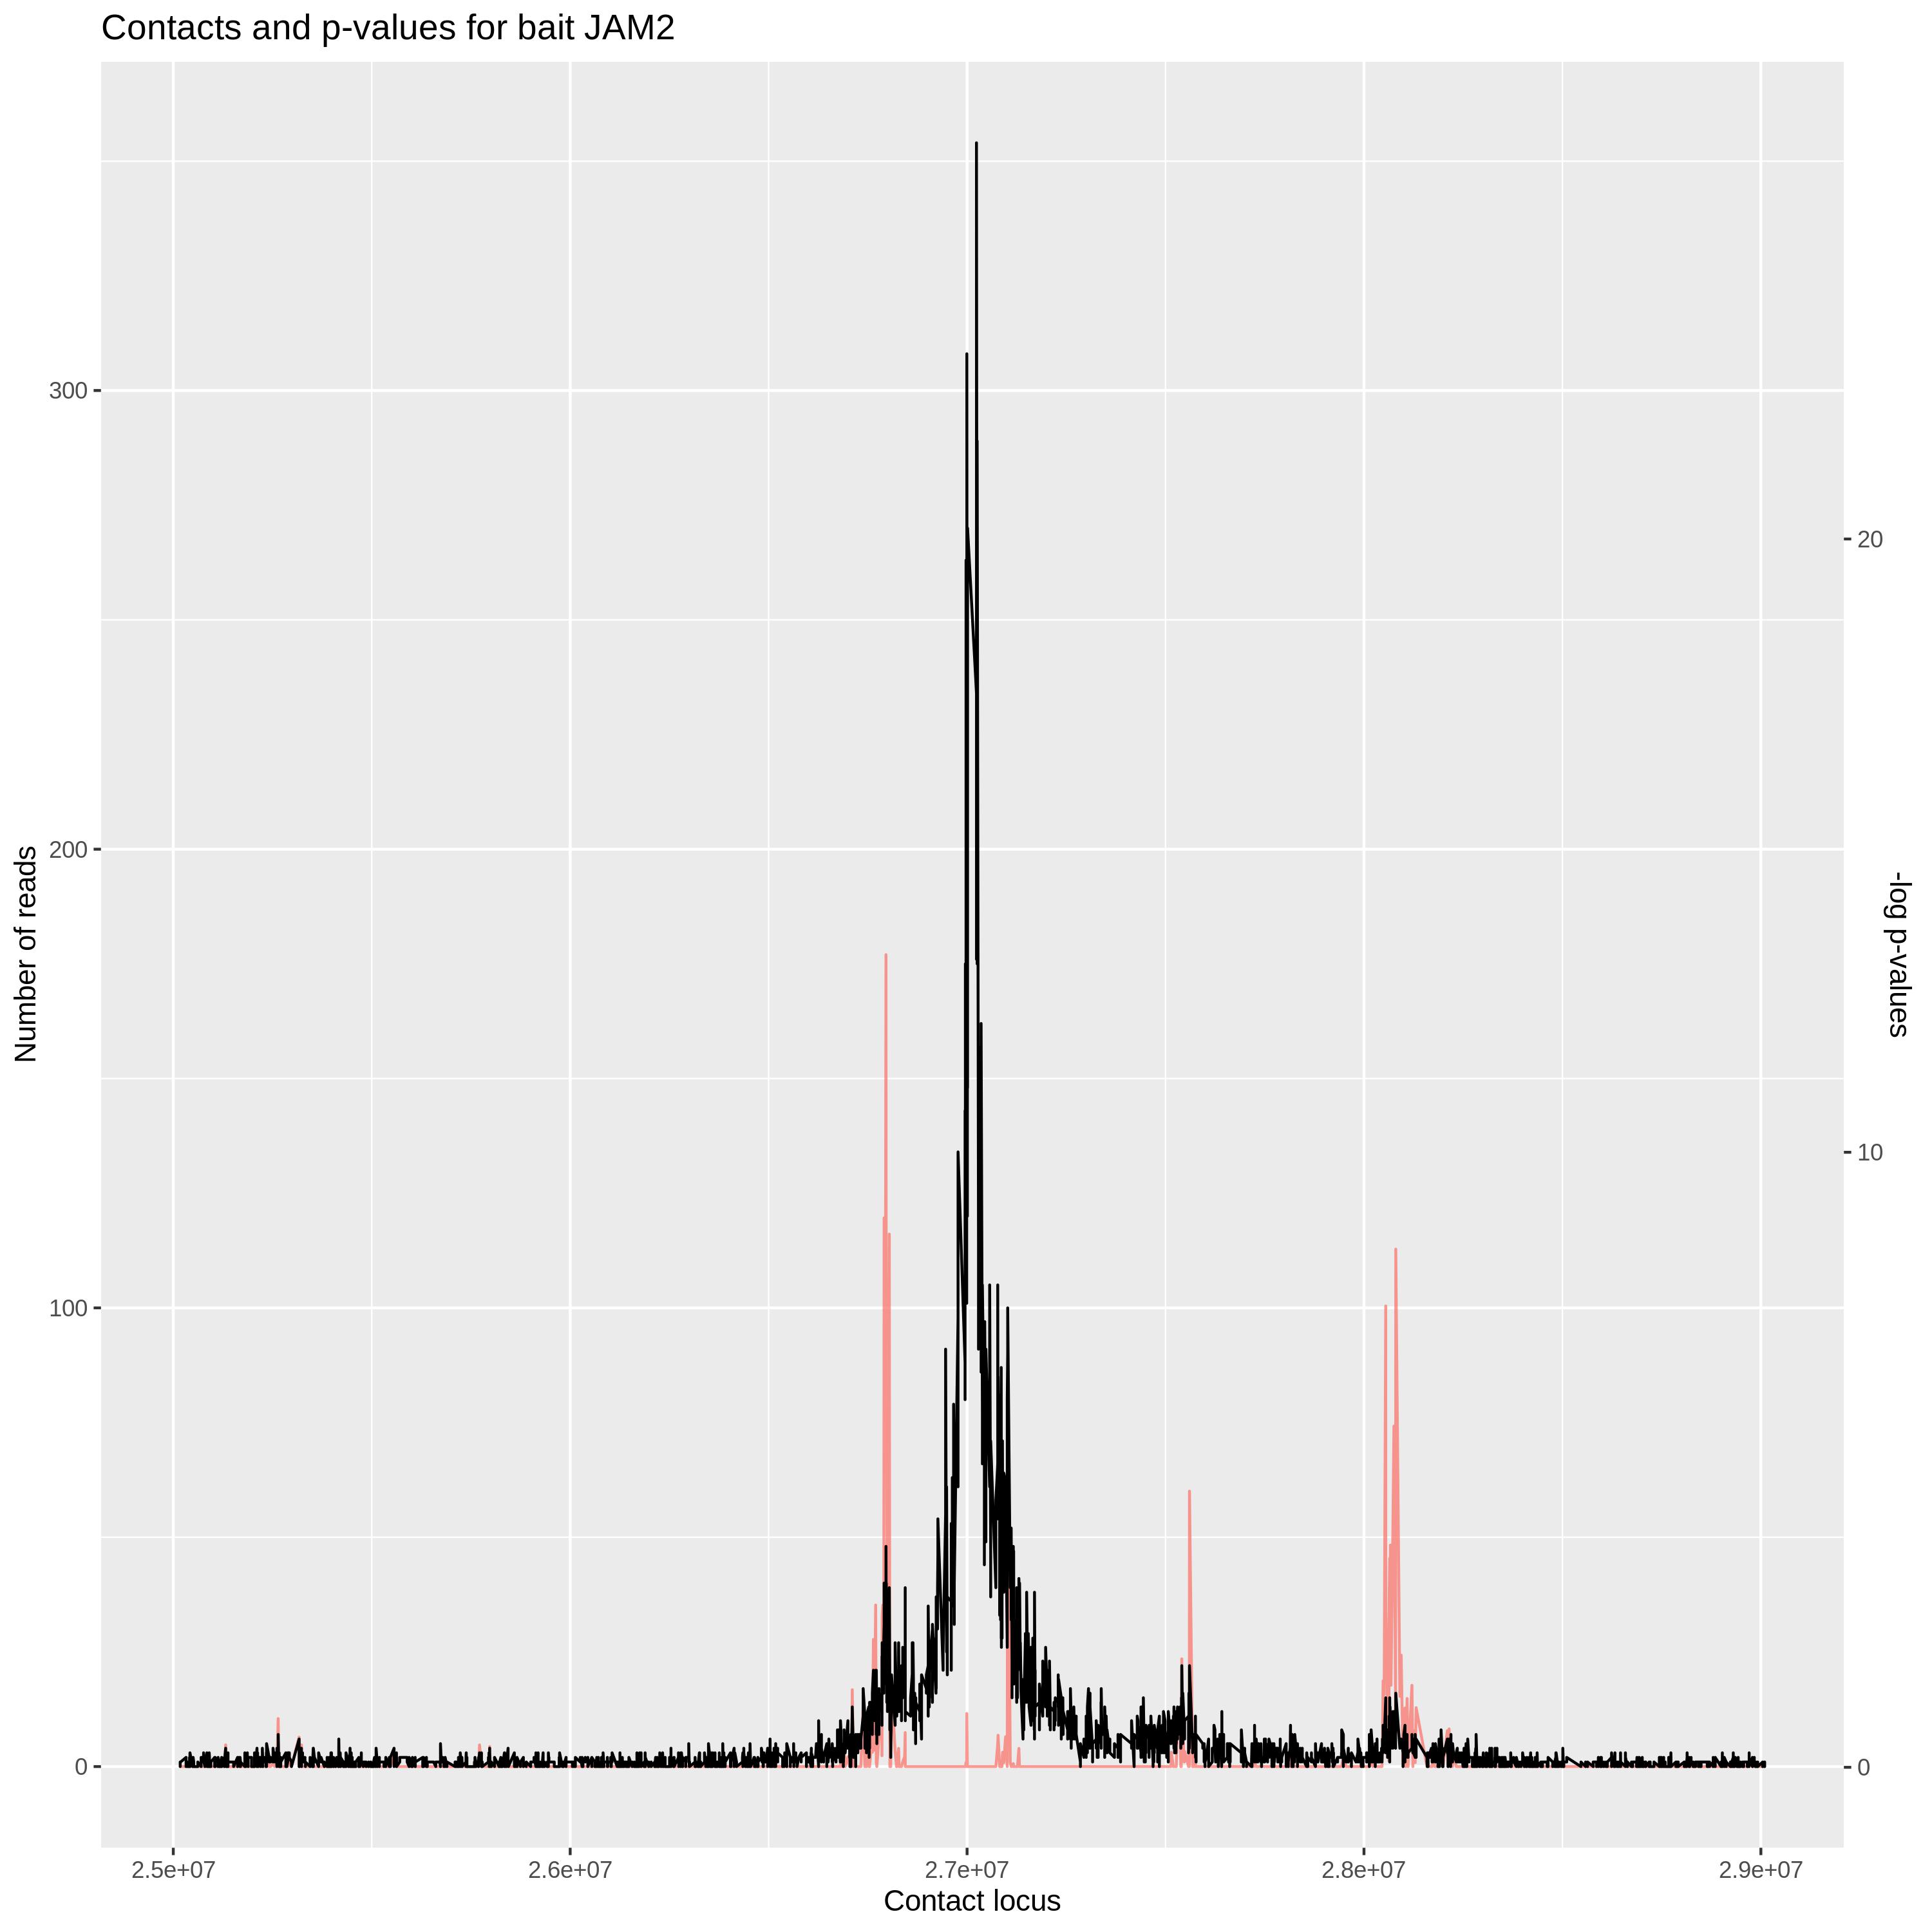 Contacts and p-values for bait JAM2
Number of reads
300
200
100
0
20
10
0
-log p-values
2.5e+07
2.6e+07
2.7e+07
2.8e+07
2.9e+07
Contact locus